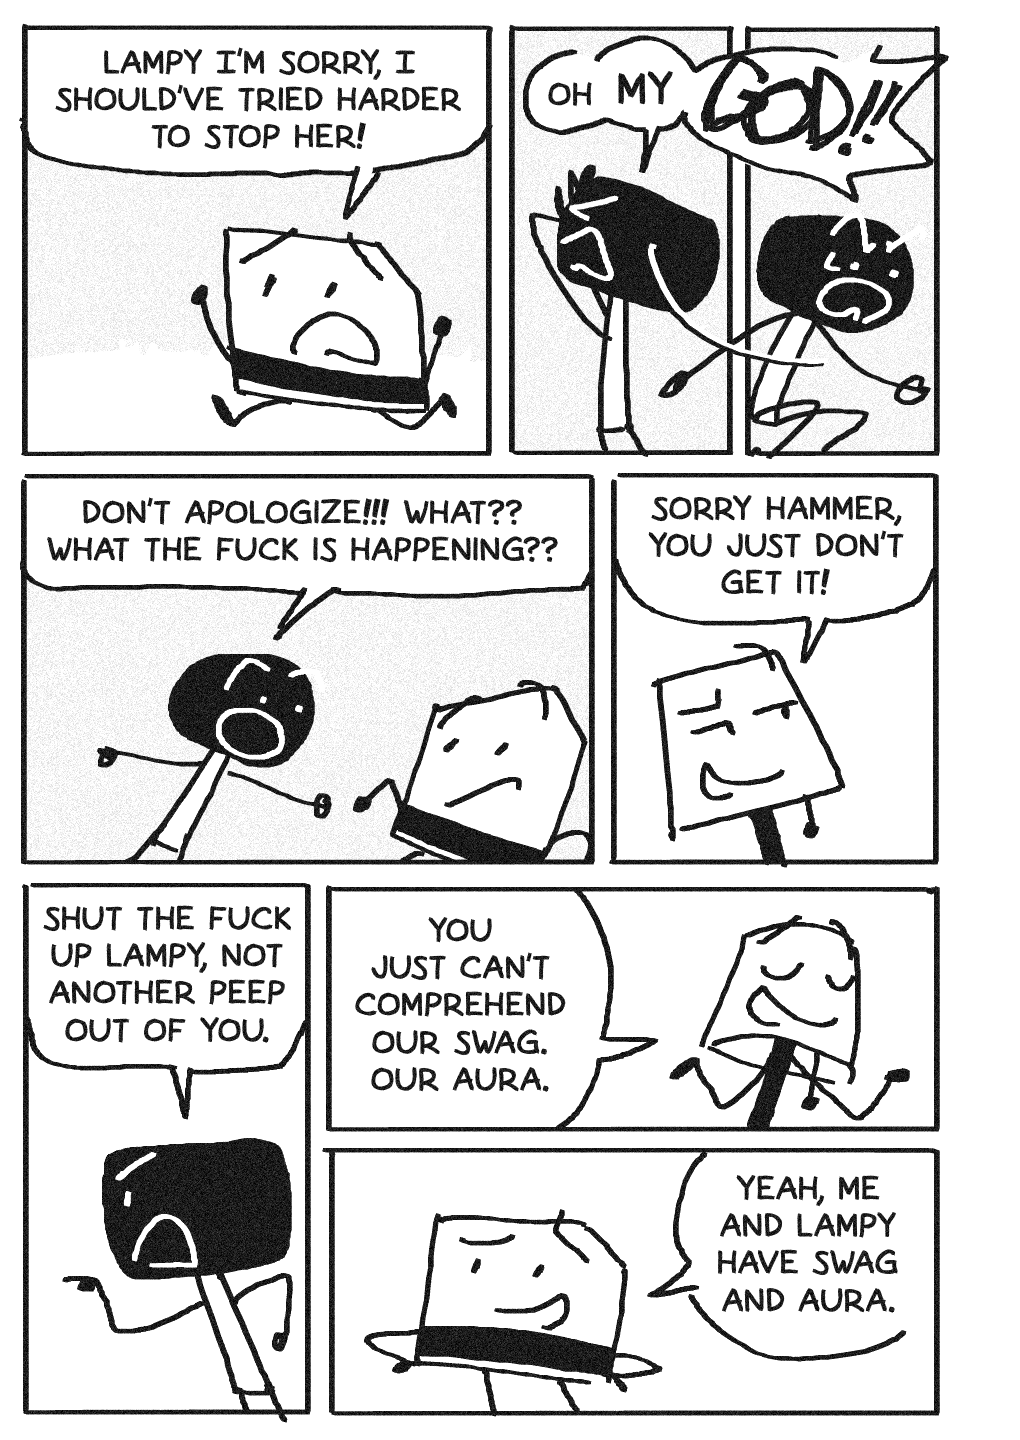 LAMPY I'M SORRY, I
SHOULD'VE TRIED HARDER
TO STOP HER!
OH MY
GOD!!
DON'T APOLOGIZE!!! WHAT??
WHAT THE FUCK IS HAPPENING??
SORRY HAMMER,
YOU JUST DON'T
GET IT!
SHUT THE FUCK
UP LAMPY, NOT
ANOTHER PEEP
OUT OF YOU.
YOU
JUST CAN'T
COMPREHEND
OUR SWAG.
OUR AURA.
YEAH, ME
AND LAMPY
HAVE SWAG
AND AURA.